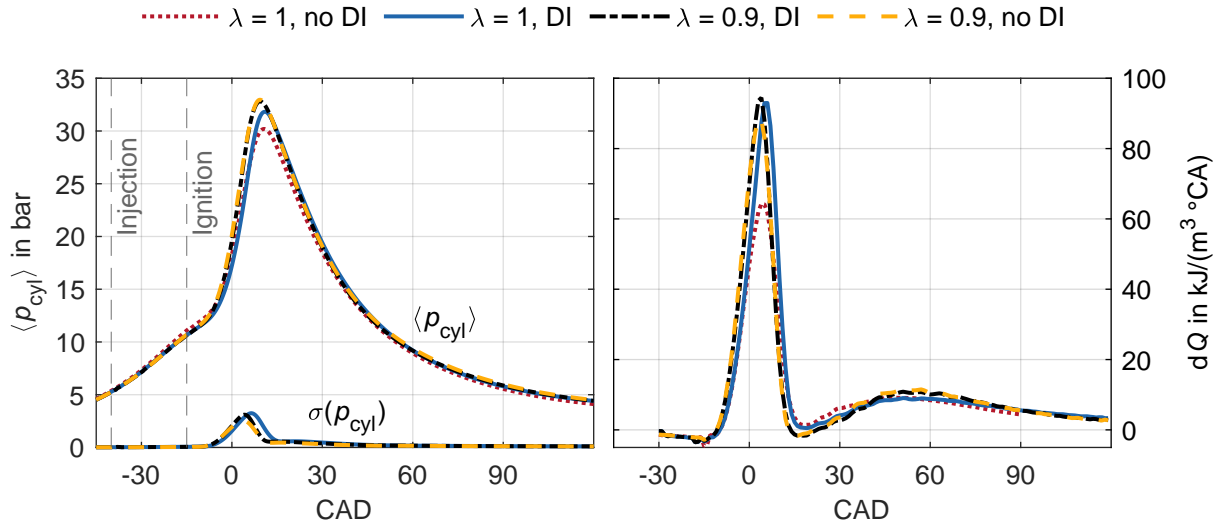 λ = 1, no DI λ = 1, DI λ = 0.9, DI λ = 0.9, no DI
35
30
25
20
15
10
5
0
⟨p_cyl⟩ in bar
Injection
Ignition
⟨p_cyl⟩
σ(p_cyl)
-30 0 30 60 90
CAD
100
80
60
40
20
0
dQ in kJ/(m³ °CA)
-30 0 30 60 90
CAD